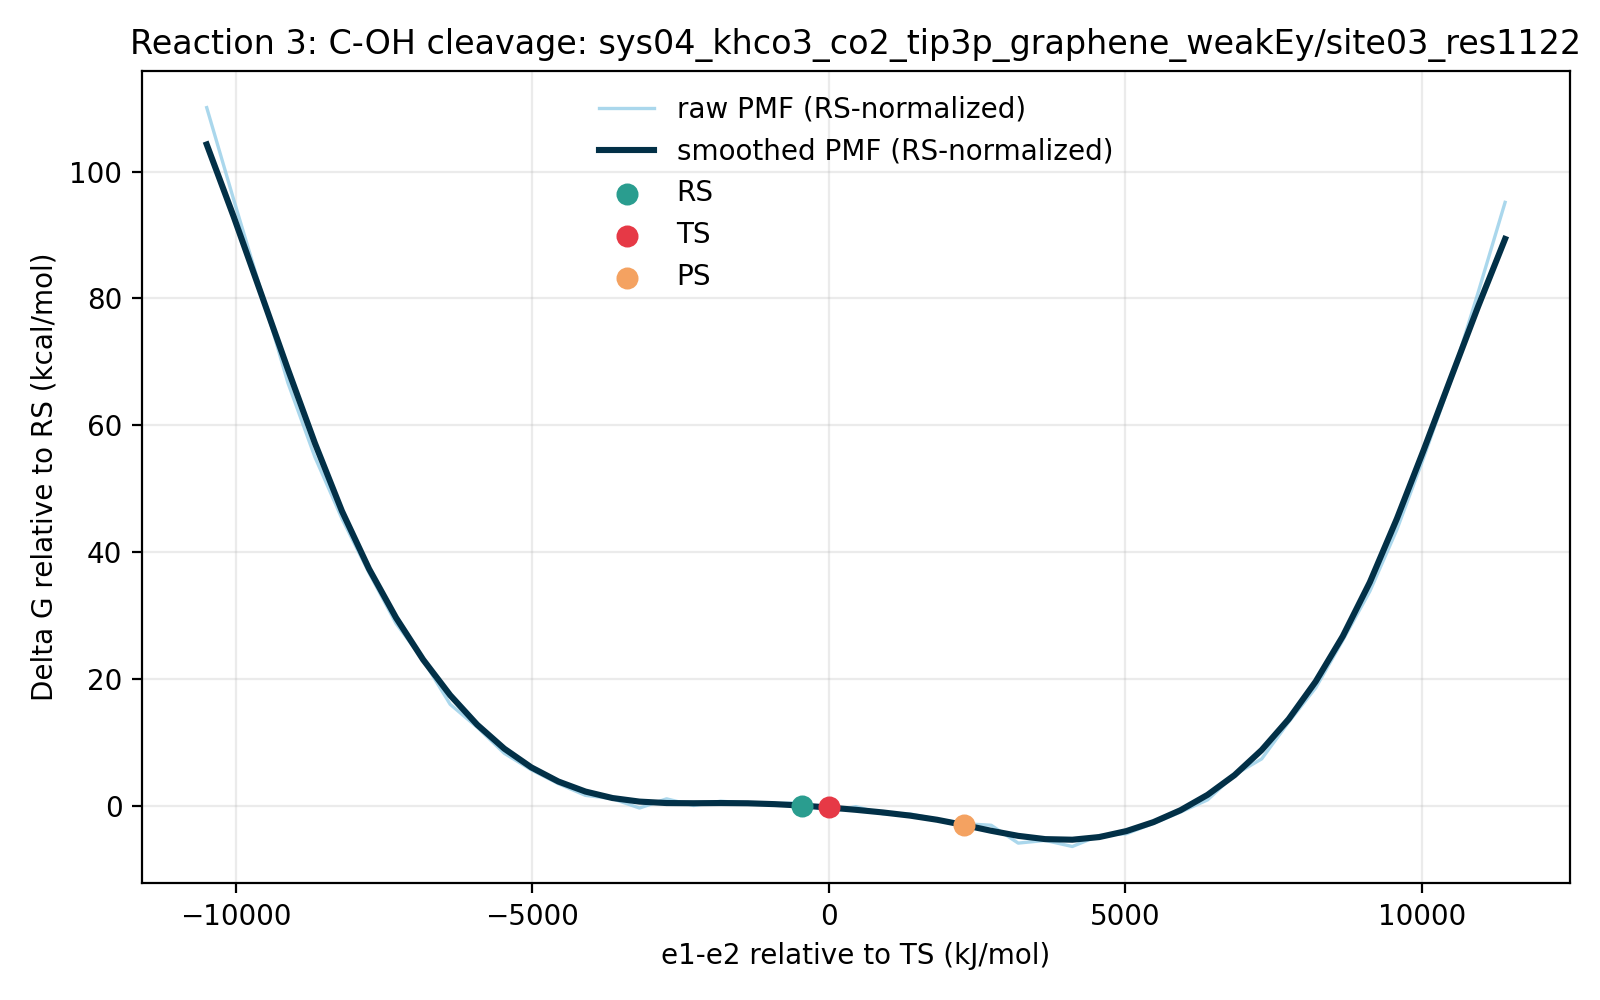 Reaction 3: C-OH cleavage: sys04_khco3_co2_tip3p_graphene_weakEy/site03_res1122
raw PMF (RS-normalized)
smoothed PMF (RS-normalized)
RS
TS
PS
Delta G relative to RS (kcal/mol)
100
80
60
40
20
0
−10000 −5000 0 5000 10000
e1-e2 relative to TS (kJ/mol)